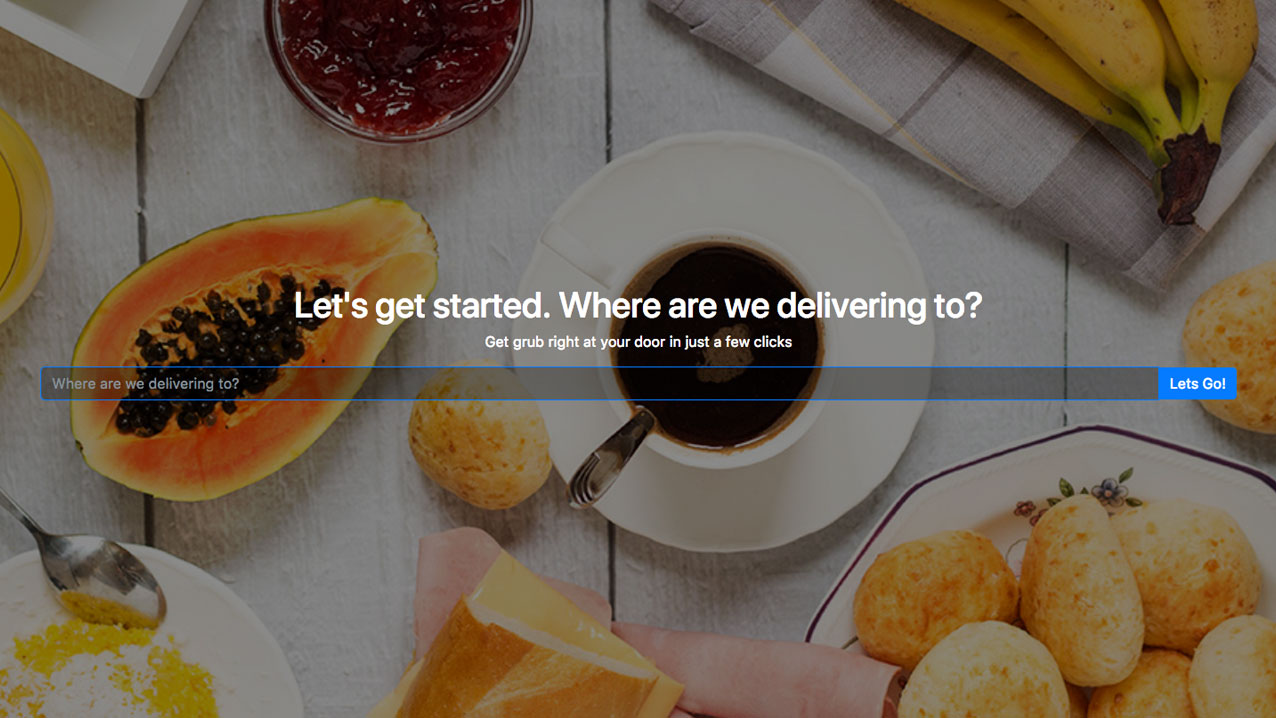 Let's get started. Where are we delivering to?
Get grub right at your door in just a few clicks
Where are we delivering to?
Lets Go!